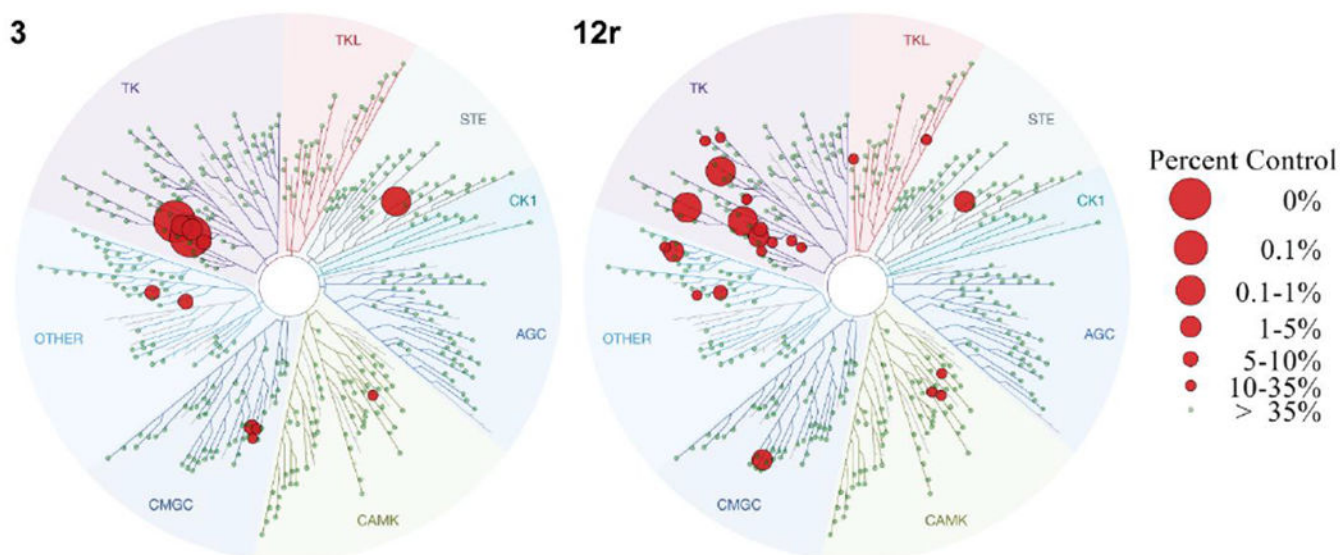 3
TKL
TK
STE
CK1
AGC
CAMK
CMGC
OTHER
12r
TKL
TK
STE
CK1
AGC
CAMK
CMGC
OTHER
Percent Control
0%
0.1%
0.1-1%
1-5%
5-10%
10-35%
> 35%